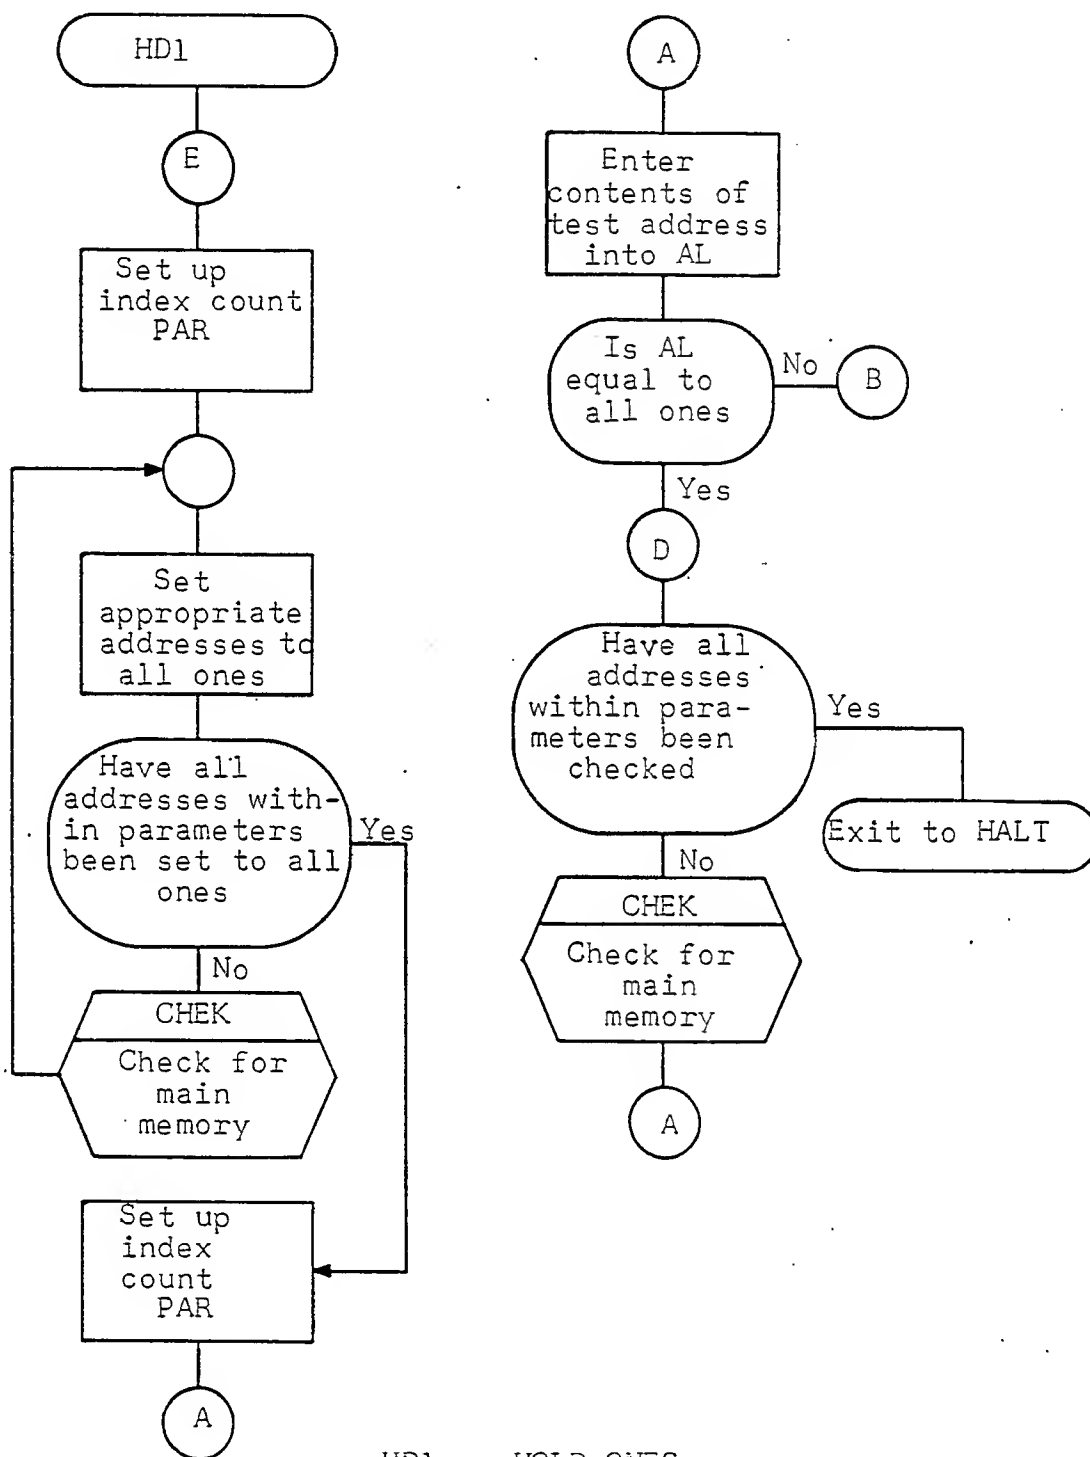 HD1
E
Set up
index count
PAR
Set
appropriate
addresses to
all ones
Have all
addresses with-
in parameters
been set to all
ones
Yes
No
CHEK
Check for
main
memory
Set up
index
count
PAR
A
A
Enter
contents of
test address
into AL
Is AL
equal to
all ones
No
B
Yes
D
Have all
addresses
within para-
meters been
checked
Yes
Exit to HALT
No
CHEK
Check for
main
memory
A
HD1 HOLD ONES